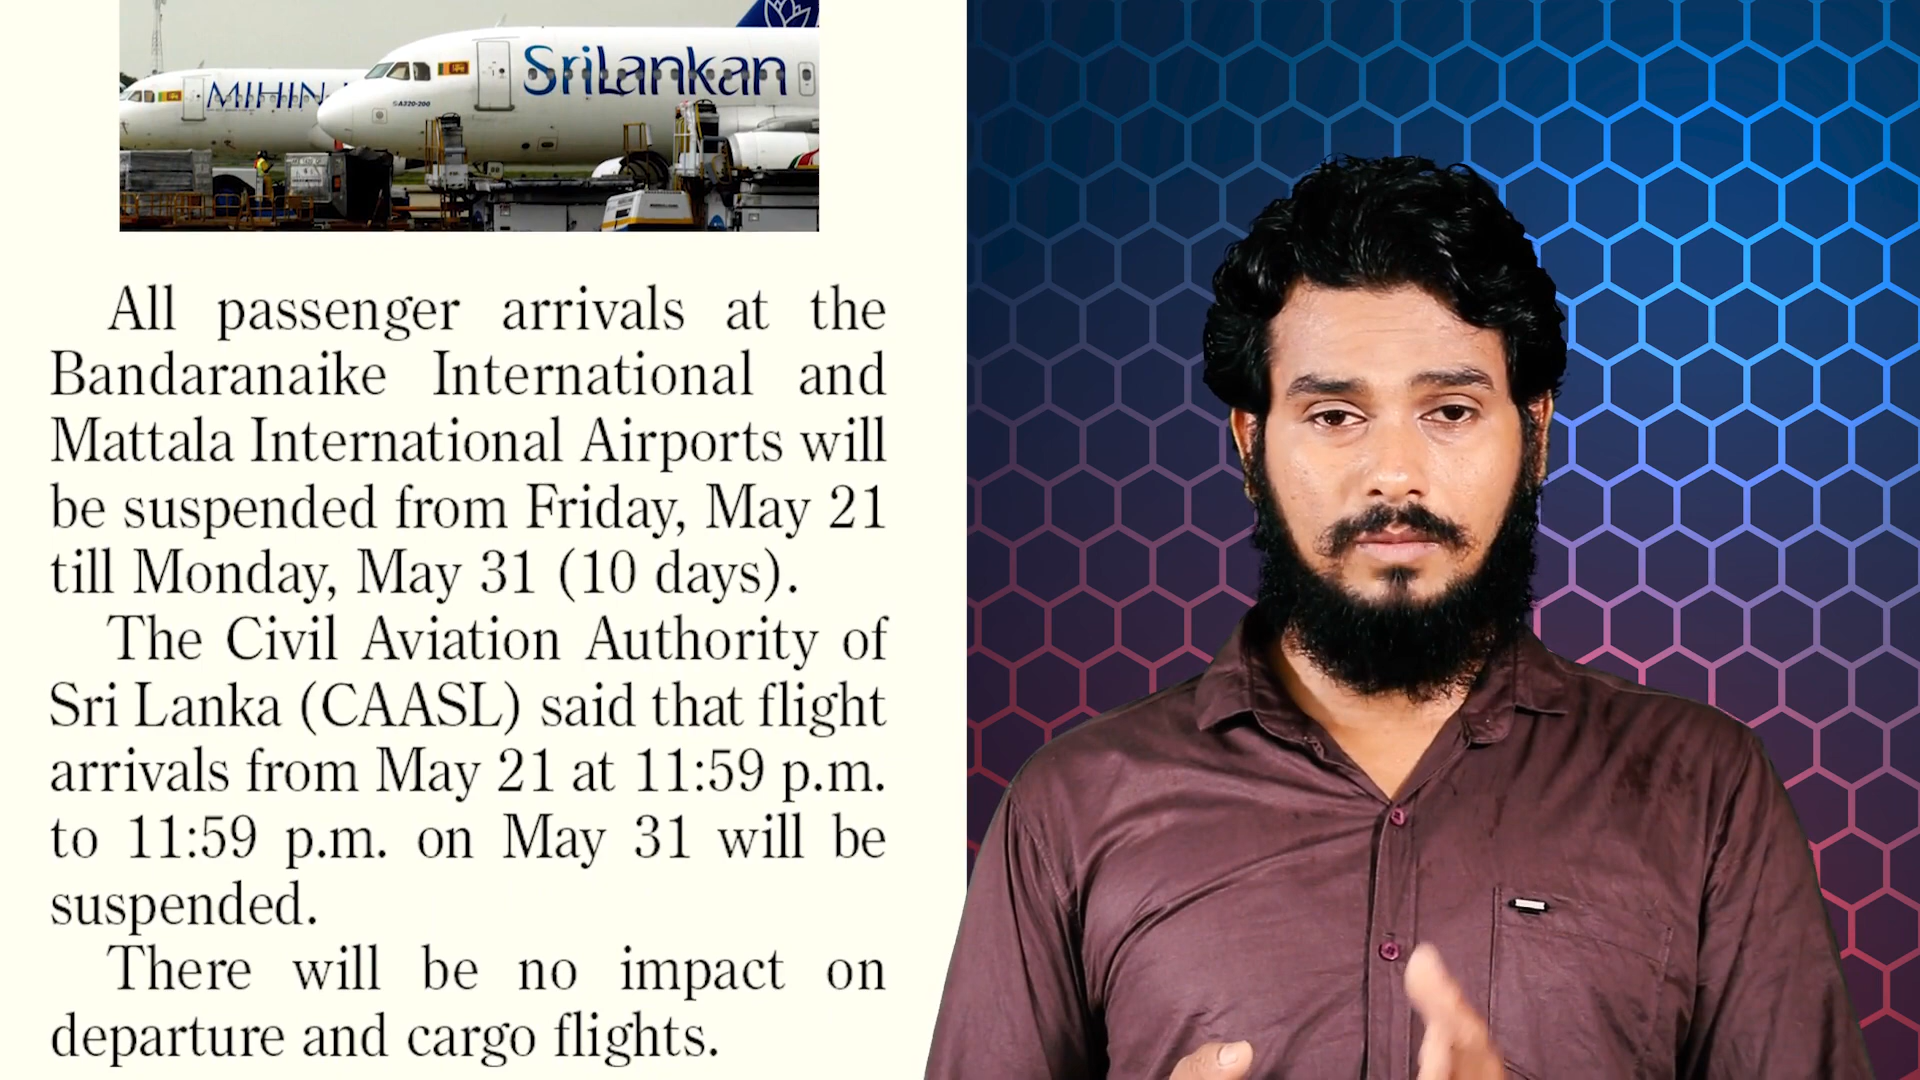 MIHIN
SriLankan
A320-200
All passenger arrivals at the
Bandaranaike International and
Mattala International Airports will
be suspended from Friday, May 21
till Monday, May 31 (10 days).
The Civil Aviation Authority of
Sri Lanka (CAASL) said that flight
arrivals from May 21 at 11:59 p.m.
to 11:59 p.m. on May 31 will be
suspended.
There will be no impact on
departure and cargo flights.